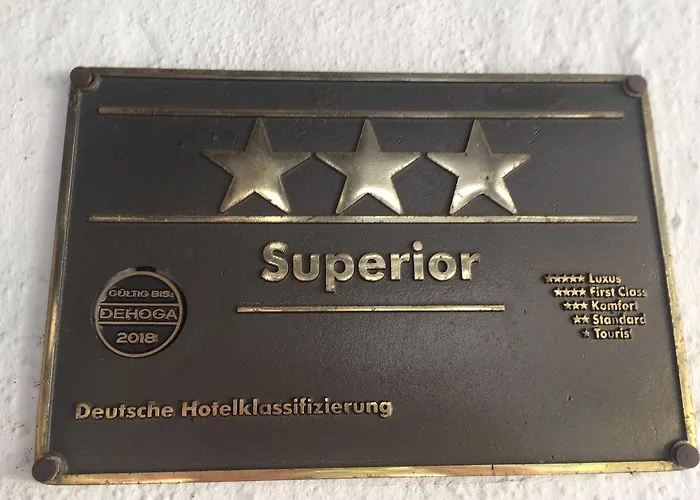 Superior
GÜLTIG BIS:
DEHOGA
2018
★★★★★ Luxus
★★★★ First Class
★★★ Komfort
★★ Standard
★ Tourist
Deutsche Hotelklassifizierung